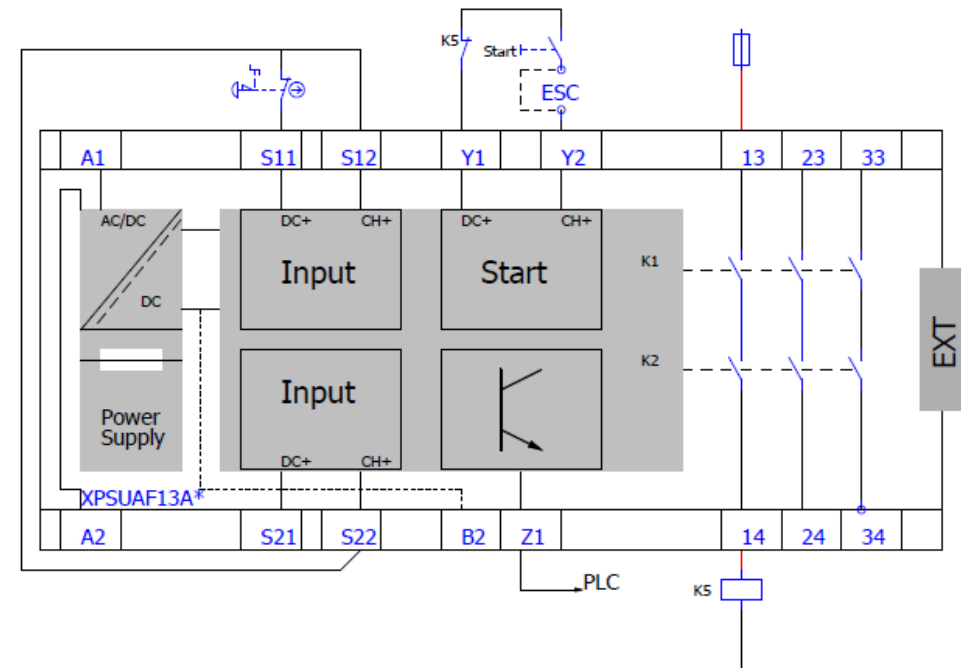 K5
Start
ESC
A1 S11 S12 Y1 Y2 13 23 33
AC/DC
DC
DC+ CH+
Input
DC+ CH+
Start
K1
K2
EXT
Input
DC+ CH+
Power
Supply
XPSUAF13A*
A2 S21 S22 B2 Z1 14 24 34
PLC
K5